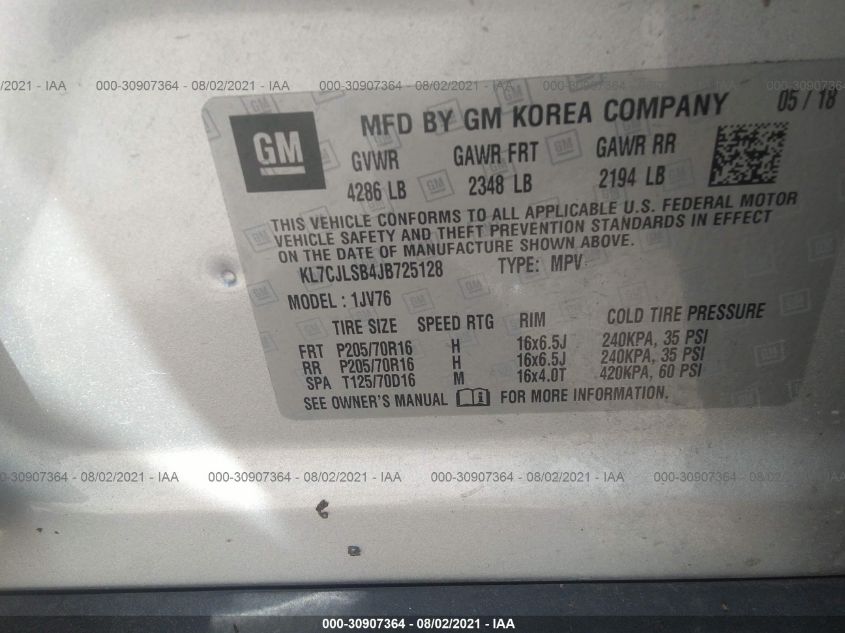 /2021 - IAA 000-30907364 - 08/02/2021 - IAA 000-30907364 - 08/02/2021 - IAA 000-30907364 - 08/02/2021 - IAA
MFD BY GM KOREA COMPANY 05 / 18
GM
GVWR GAWR FRT GAWR RR
4286 LB 2348 LB 2194 LB
THIS VEHICLE CONFORMS TO ALL APPLICABLE U.S. FEDERAL MOTOR
VEHICLE SAFETY AND THEFT PREVENTION STANDARDS IN EFFECT
ON THE DATE OF MANUFACTURE SHOWN ABOVE.
KL7CJLSB4JB725128 TYPE: MPV
MODEL : 1JV76
TIRE SIZE SPEED RTG RIM COLD TIRE PRESSURE
FRT P205/70R16 H 16x6.5J 240KPA, 35 PSI
RR P205/70R16 H 16x6.5J 240KPA, 35 PSI
SPA T125/70D16 M 16x4.0T 420KPA, 60 PSI
SEE OWNER'S MANUAL i FOR MORE INFORMATION.
-30907364 - 08/02/2021 - IAA 000-30907364 - 08/02/2021 - IAA 000-30907364 - 08/02/2021 - IAA 000-30907364 - 08/02/2021
000-30907364 - 08/02/2021 - IAA